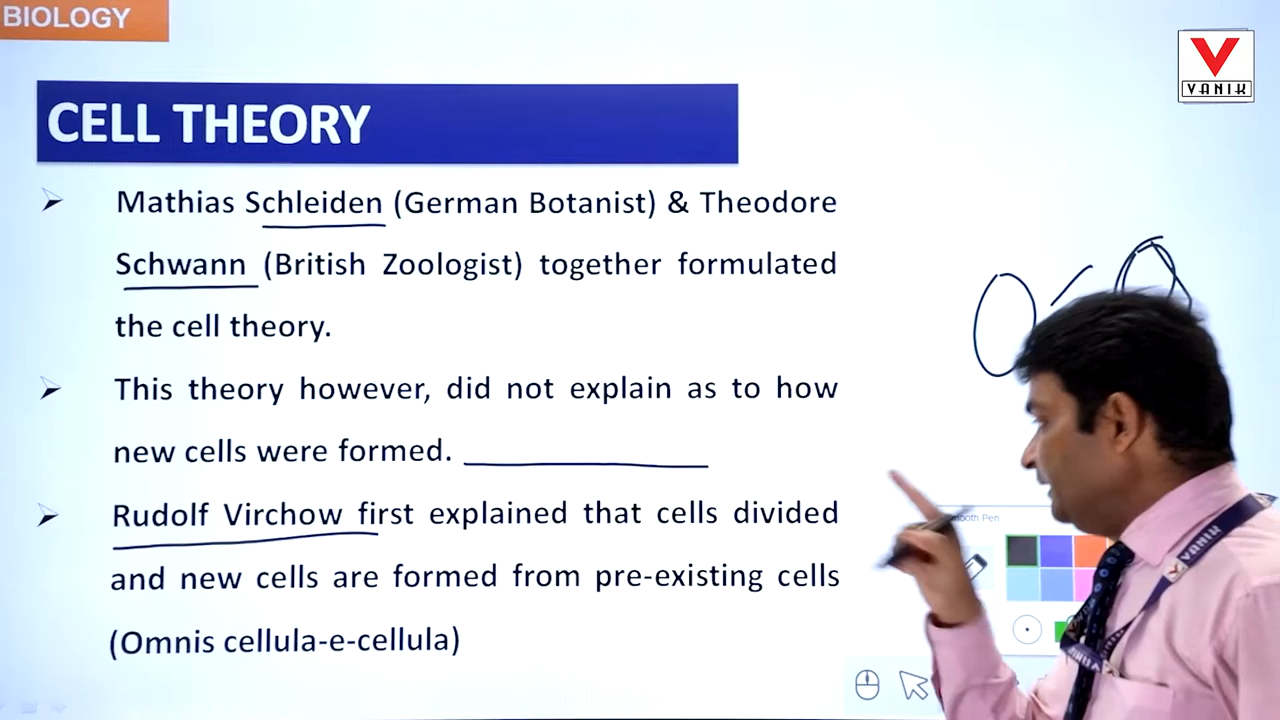 BIOLOGY
VANIK
CELL THEORY
➢ Mathias Schleiden (German Botanist) & Theodore
Schwann (British Zoologist) together formulated
the cell theory.
➢ This theory however, did not explain as to how
new cells were formed.
➢ Rudolf Virchow first explained that cells divided
and new cells are formed from pre-existing cells
(Omnis cellula-e-cellula)
Pen
VANIK